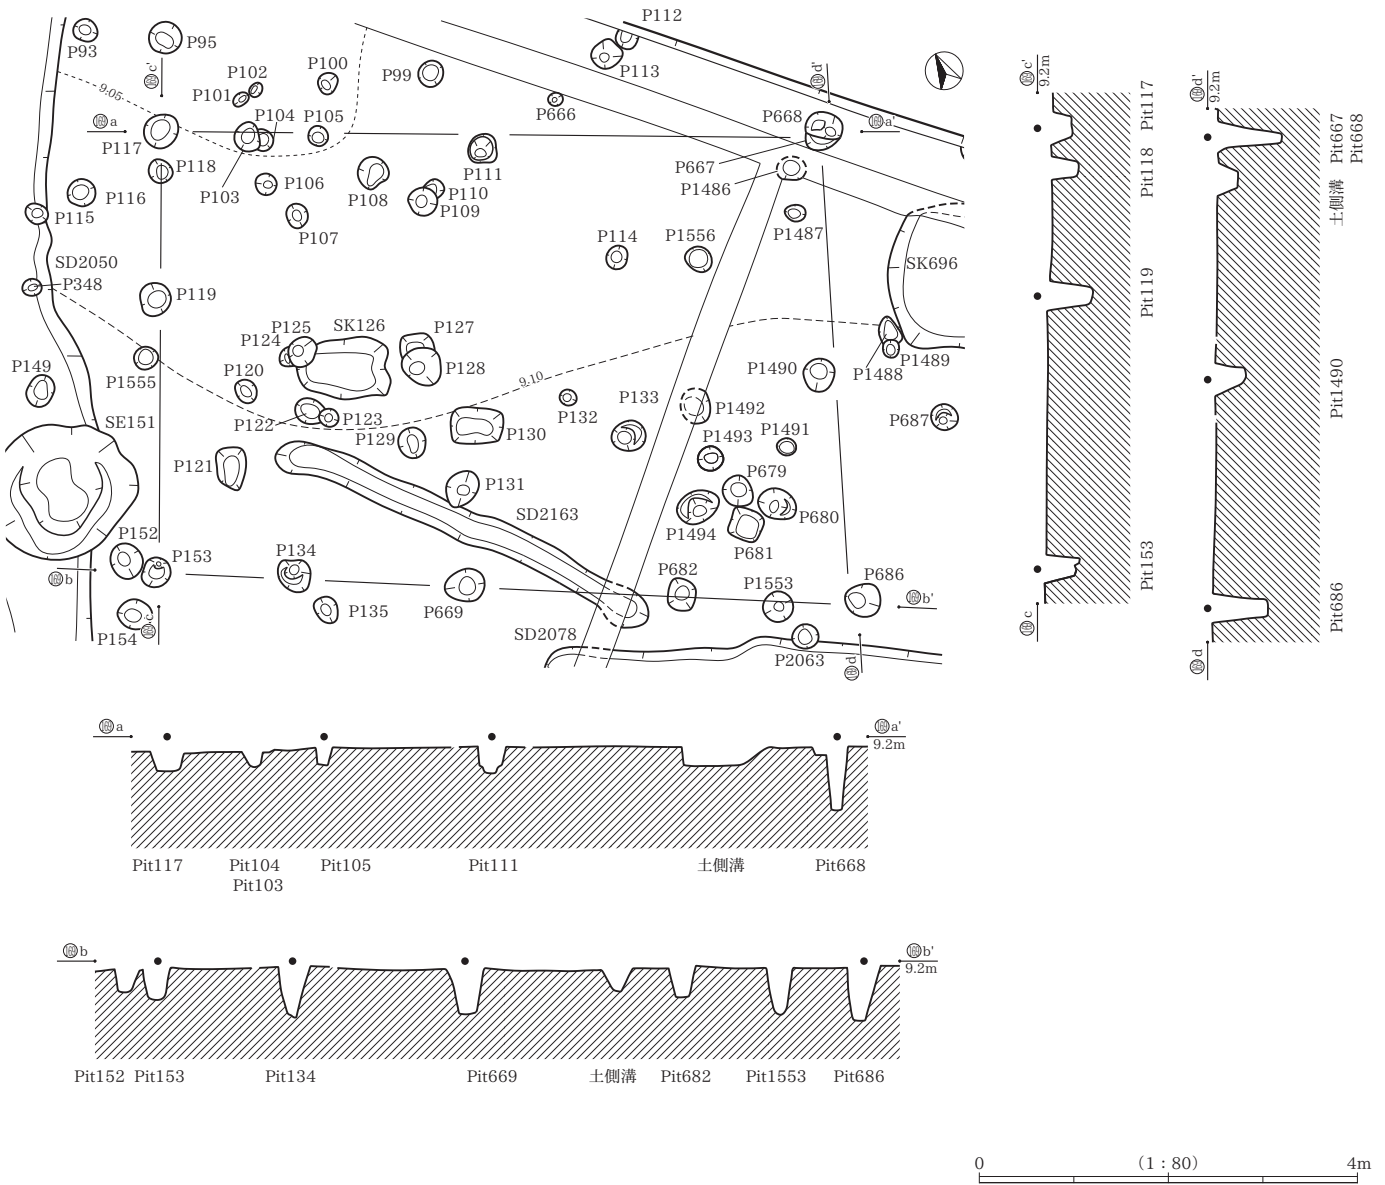 P112
P93
P95
P113
P102
P100
P99
P101
9.05
P104
P105
P666
P668
a
a'
c'
d'
P117
P118
P103
P106
P108
P111
P110
P109
P667
P1486
P116
P115
P107
P114
P1556
P1487
SD2050
SK696
P348
P119
P125
SK126
P127
P124
P128
P1489
P149
P1555
P120
9.10
P1490
P1488
P132
P133
P1492
P122
P123
P129
P130
P687
SE151
P1493
P1491
P121
P131
P679
SD2163
P1494
P680
P681
P152
P153
P134
P682
P1553
P686
b
b'
P135
P669
P154
c
SD2078
P2063
d
c'
9.2m
Pit117
Pit118
Pit119
Pit153
c
d'
9.2m
Pit667
Pit668
土側溝
Pit1490
Pit686
d
a
a'
9.2m
Pit117
Pit104
Pit103
Pit105
Pit111
土側溝
Pit668
b
b'
9.2m
Pit152 Pit153 Pit134 Pit669 土側溝 Pit682 Pit1553 Pit686
0 (1:80) 4m